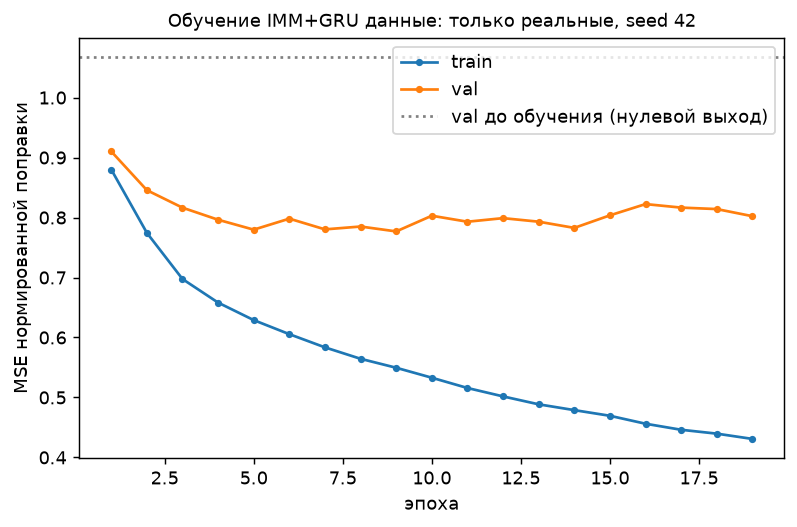 Обучение IMM+GRU данные: только реальные, seed 42
train
val
val до обучения (нулевой выход)
MSE нормированной поправки
1.0
0.9
0.8
0.7
0.6
0.5
0.4
2.5
5.0
7.5
10.0
12.5
15.0
17.5
эпоха